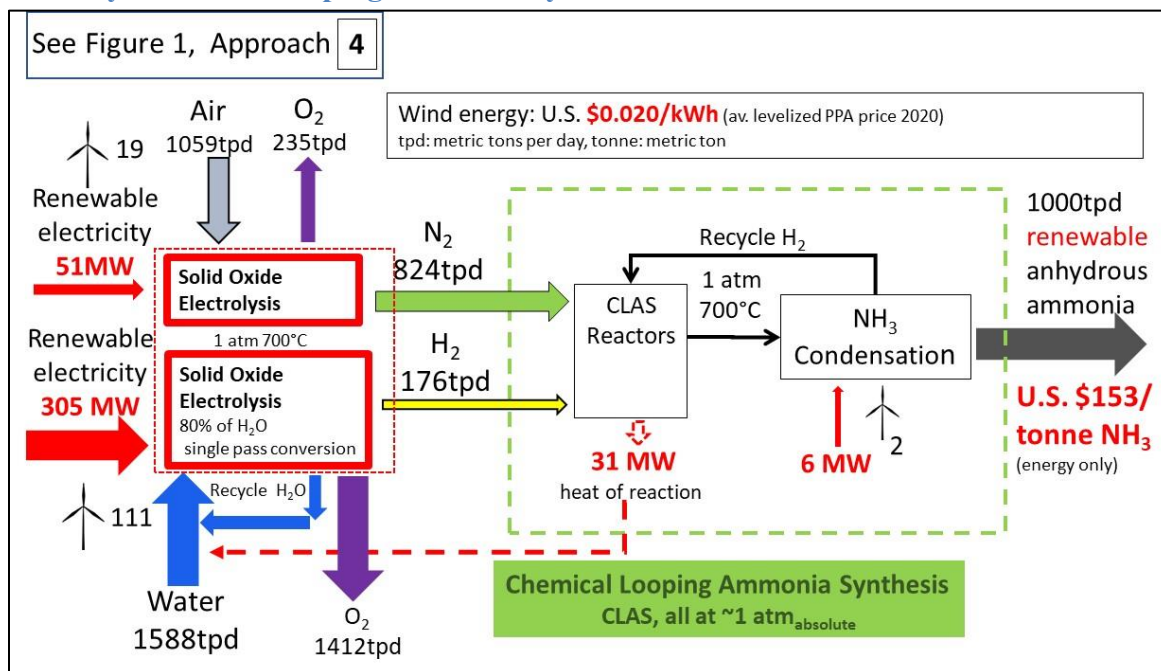 See Figure 1, Approach 4
Wind energy: U.S. $0.020/kWh (av. levelized PPA price 2020)
tpd: metric tons per day, tonne: metric ton
19
Air
1059tpd
O2
235tpd
Renewable
electricity
51MW
Solid Oxide
Electrolysis
1 atm 700°C
Renewable
electricity
305 MW
Solid Oxide
Electrolysis
80% of H2O
single pass conversion
Recycle H2O
111
Water
1588tpd
O2
1412tpd
N2
824tpd
H2
176tpd
Recycle H2
CLAS
Reactors
1 atm
700°C
NH3
Condensation
31 MW
heat of reaction
6 MW
2
Chemical Looping Ammonia Synthesis
CLAS, all at ~1 atmabsolute
1000tpd
renewable
anhydrous
ammonia
U.S. $153/
tonne NH3
(energy only)